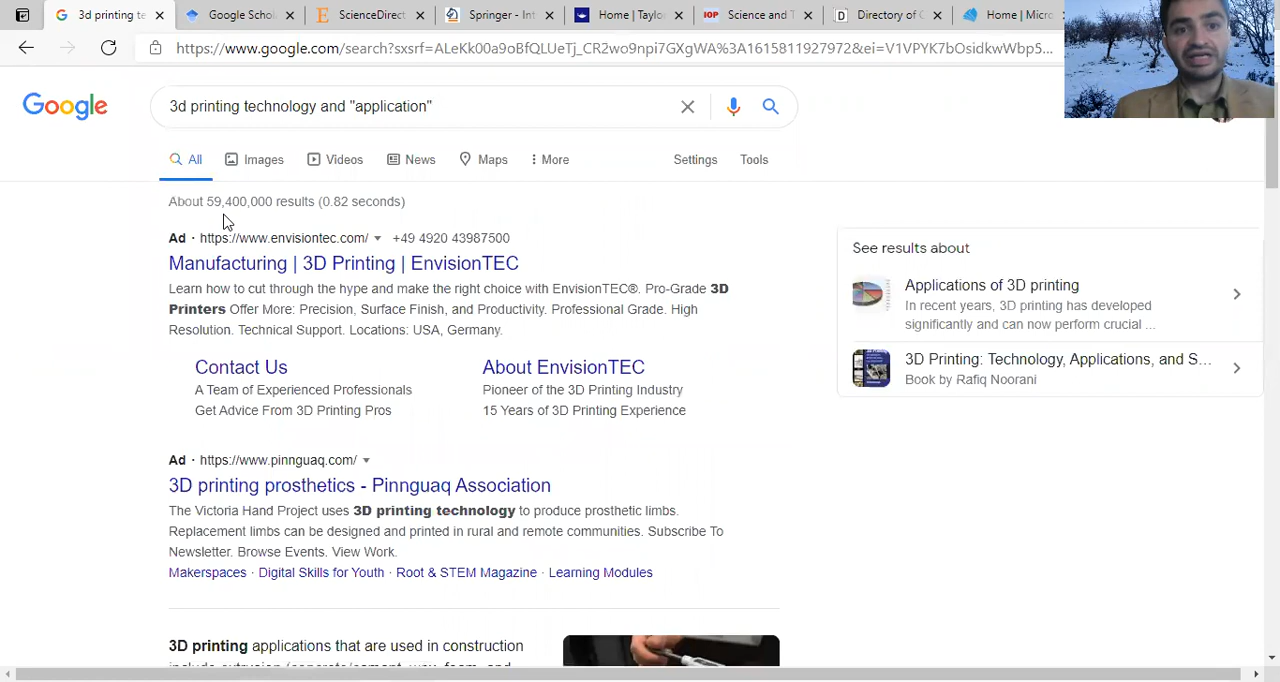 3d printing te
Google Schol
ScienceDirect
Springer - Int
Home | Taylo
IOP
Science and T
Directory of O
Home | Micro
https://www.google.com/search?sxsrf=ALeKk00a9oBfQLUeTj_CR2wo9npi7GXgWA%3A1615811927972&ei=V1VPYK7bOsidkwWbp5...
Google
3d printing technology and "application"
All
Images
Videos
News
Maps
More
Settings
Tools
About 59,400,000 results (0.82 seconds)
Ad · https://www.envisiontec.com/ +49 4920 43987500
Manufacturing | 3D Printing | EnvisionTEC
Learn how to cut through the hype and make the right choice with EnvisionTEC®. Pro-Grade 3D
Printers Offer More: Precision, Surface Finish, and Productivity. Professional Grade. High
Resolution. Technical Support. Locations: USA, Germany.
Contact Us
A Team of Experienced Professionals
Get Advice From 3D Printing Pros
About EnvisionTEC
Pioneer of the 3D Printing Industry
15 Years of 3D Printing Experience
Ad · https://www.pinnguaq.com/
3D printing prosthetics - Pinnguaq Association
The Victoria Hand Project uses 3D printing technology to produce prosthetic limbs.
Replacement limbs can be designed and printed in rural and remote communities. Subscribe To
Newsletter. Browse Events. View Work.
Makerspaces · Digital Skills for Youth · Root & STEM Magazine · Learning Modules
3D printing applications that are used in construction
See results about
Applications of 3D printing
In recent years, 3D printing has developed
significantly and can now perform crucial ...
3D Printing: Technology, Applications, and S...
Book by Rafiq Noorani